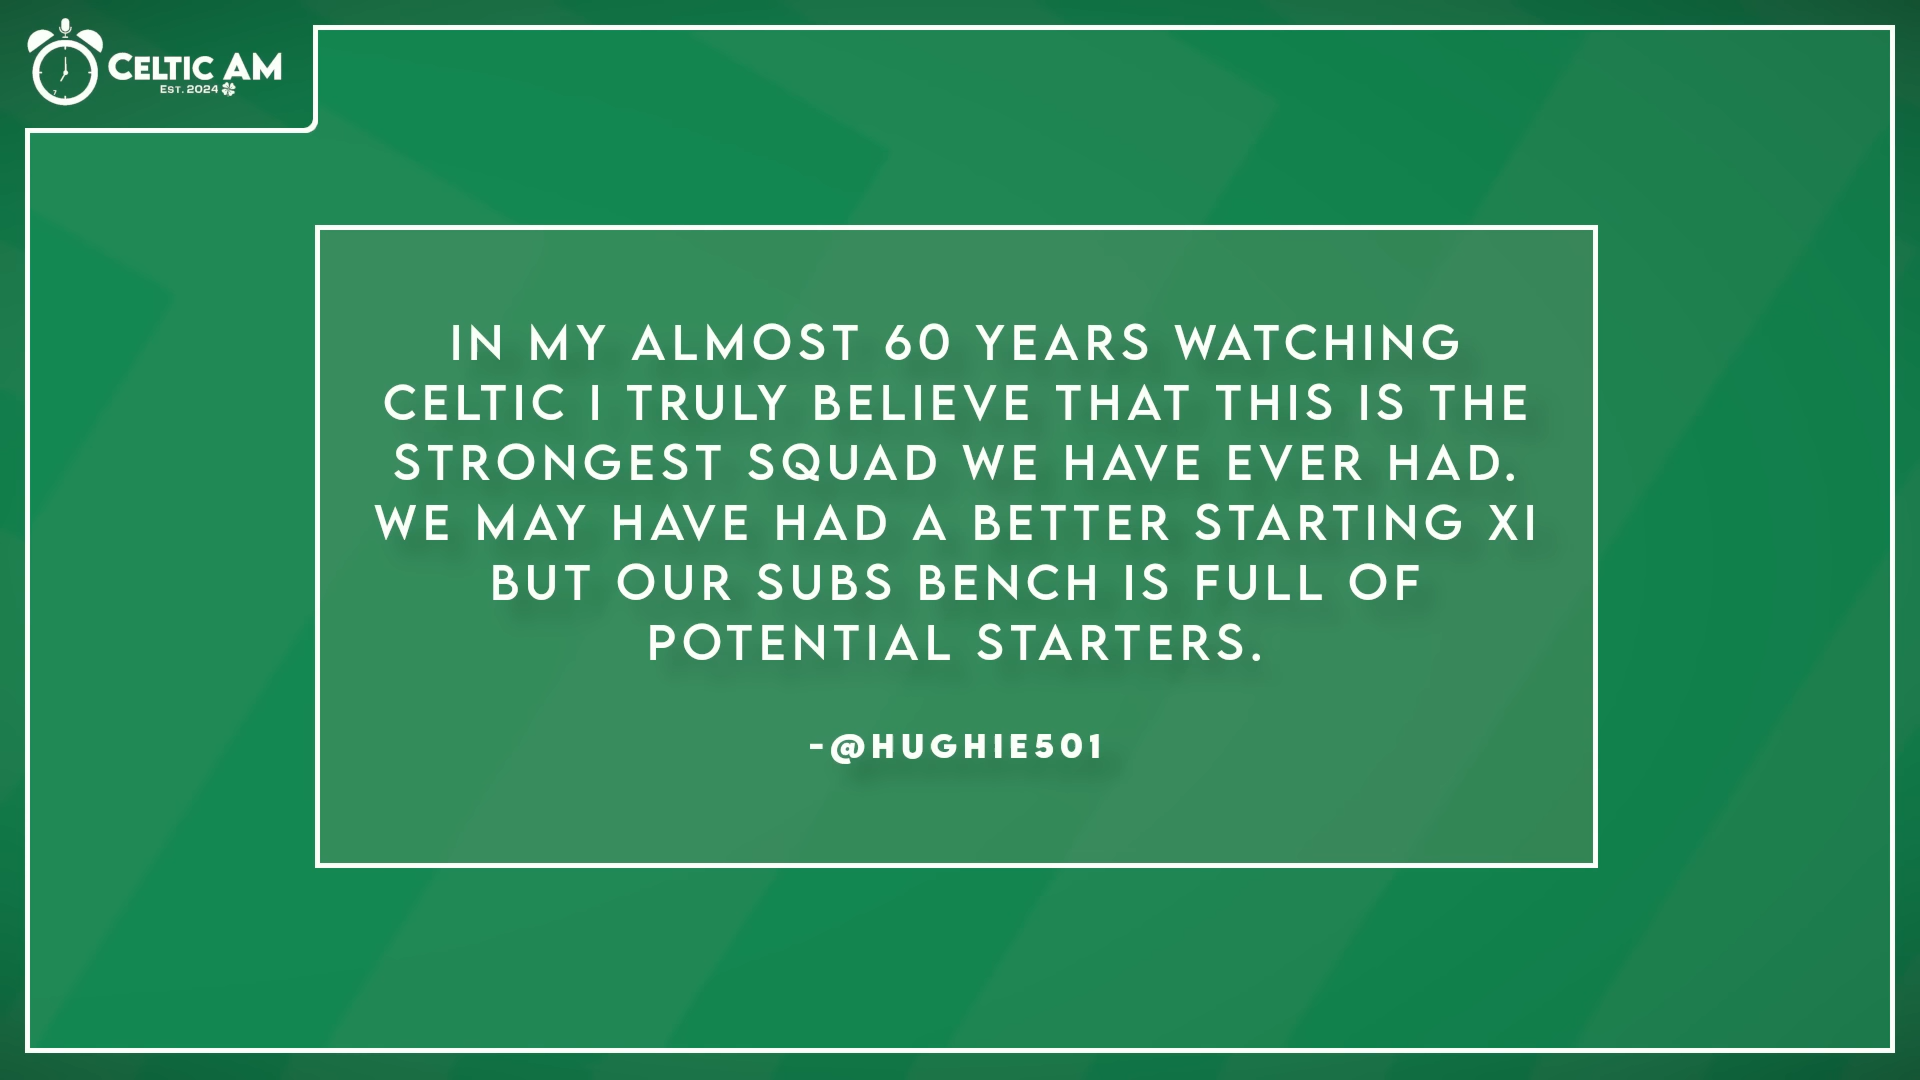 CELTIC AM
EST. 2024
IN MY ALMOST 60 YEARS WATCHING
CELTIC I TRULY BELIEVE THAT THIS IS THE
STRONGEST SQUAD WE HAVE EVER HAD.
WE MAY HAVE HAD A BETTER STARTING XI
BUT OUR SUBS BENCH IS FULL OF
POTENTIAL STARTERS.
-@HUGHIE501